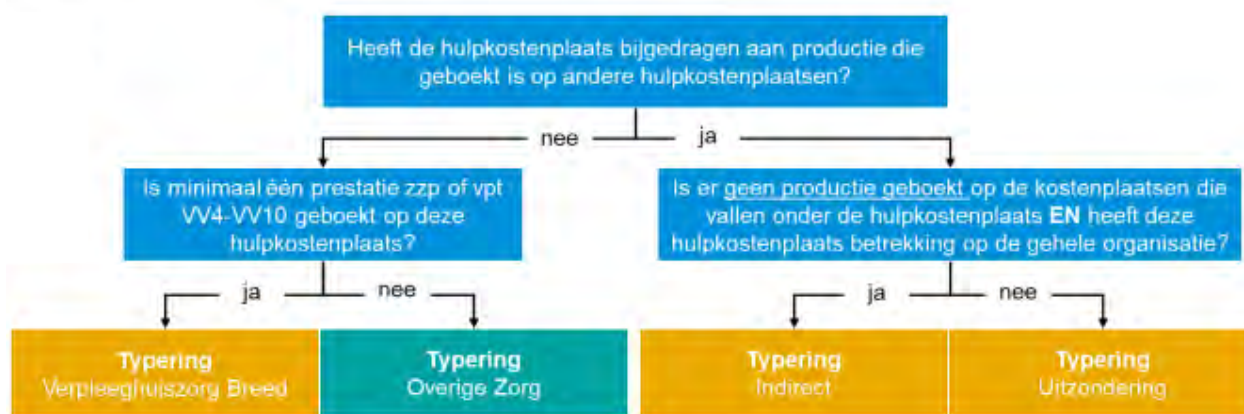 Heeft de hulpkostenplaats bijgedragen aan productie die
geboekt is op andere hulpkostenplaatsen?
nee
ja
Is minimaal één prestatie zzp of vpt
VV4-VV10 geboekt op deze
hulpkostenplaats?
Is er geen productie geboekt op de kostenplaatsen die
vallen onder de hulpkostenplaats EN heeft deze
hulpkostenplaats betrekking op de gehele organisatie?
ja
nee
ja
nee
Typering
Verpleeghuiszorg Breed
Typering
Overige Zorg
Typering
Indirect
Typering
Uitzondering